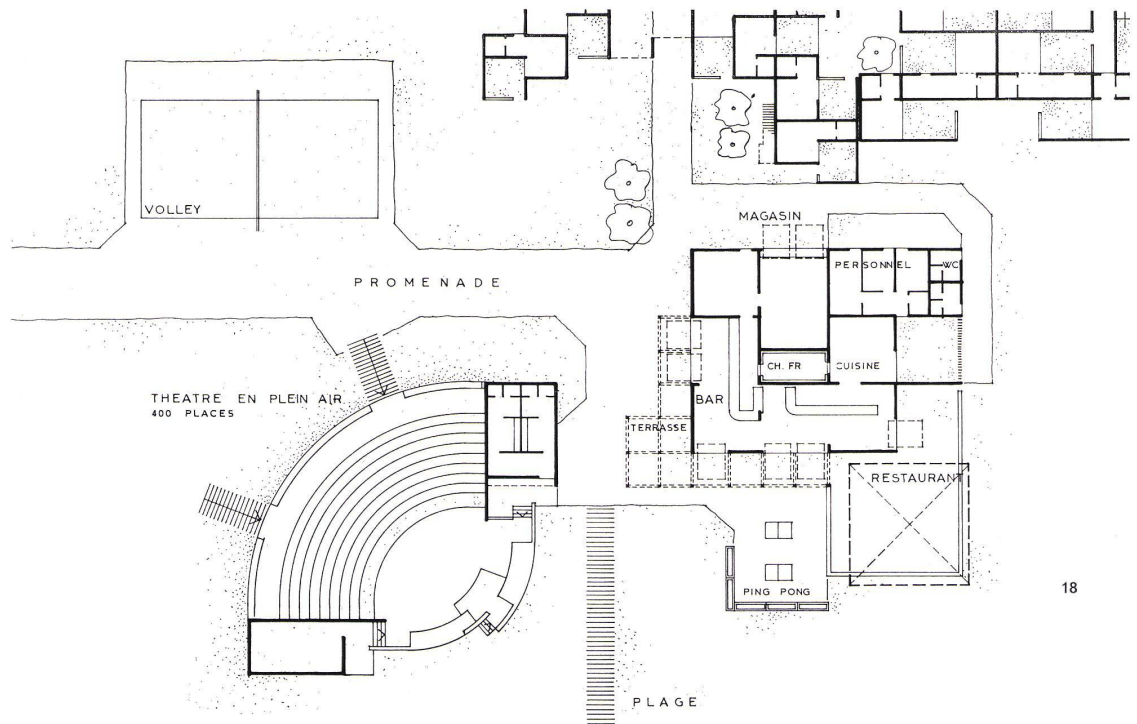 VOLLEY
MAGASIN
PERSONNEL
WC
PROMENADE
CH. FR
CUISINE
THEATRE EN PLEIN AIR
400 PLACES
BAR
TERRASSE
RESTAURANT
PING PONG
18
PLAGE